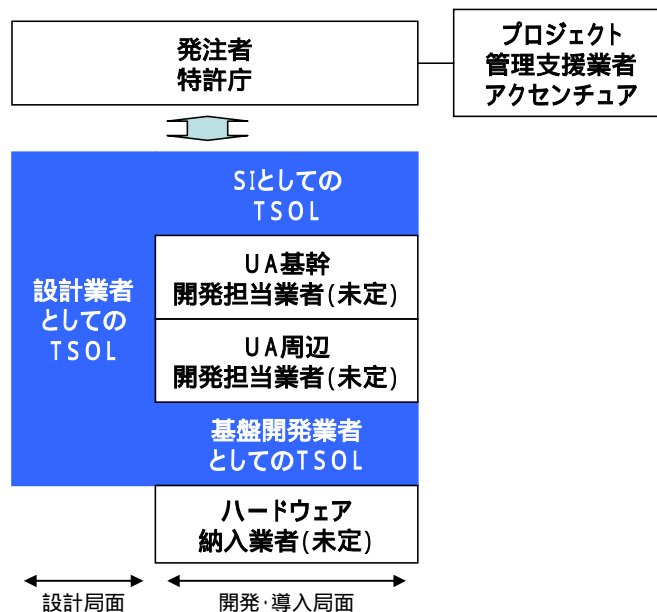 発注者
特許庁
プロジェクト
管理支援業者
アクセンチュア
SIとしての
TSOL
設計業者
としての
TSOL
UA基幹
開発担当業者(未定)
UA周辺
開発担当業者(未定)
基盤開発業者
としてのTSOL
ハードウェア
納入業者(未定)
設計局面
開発・導入局面